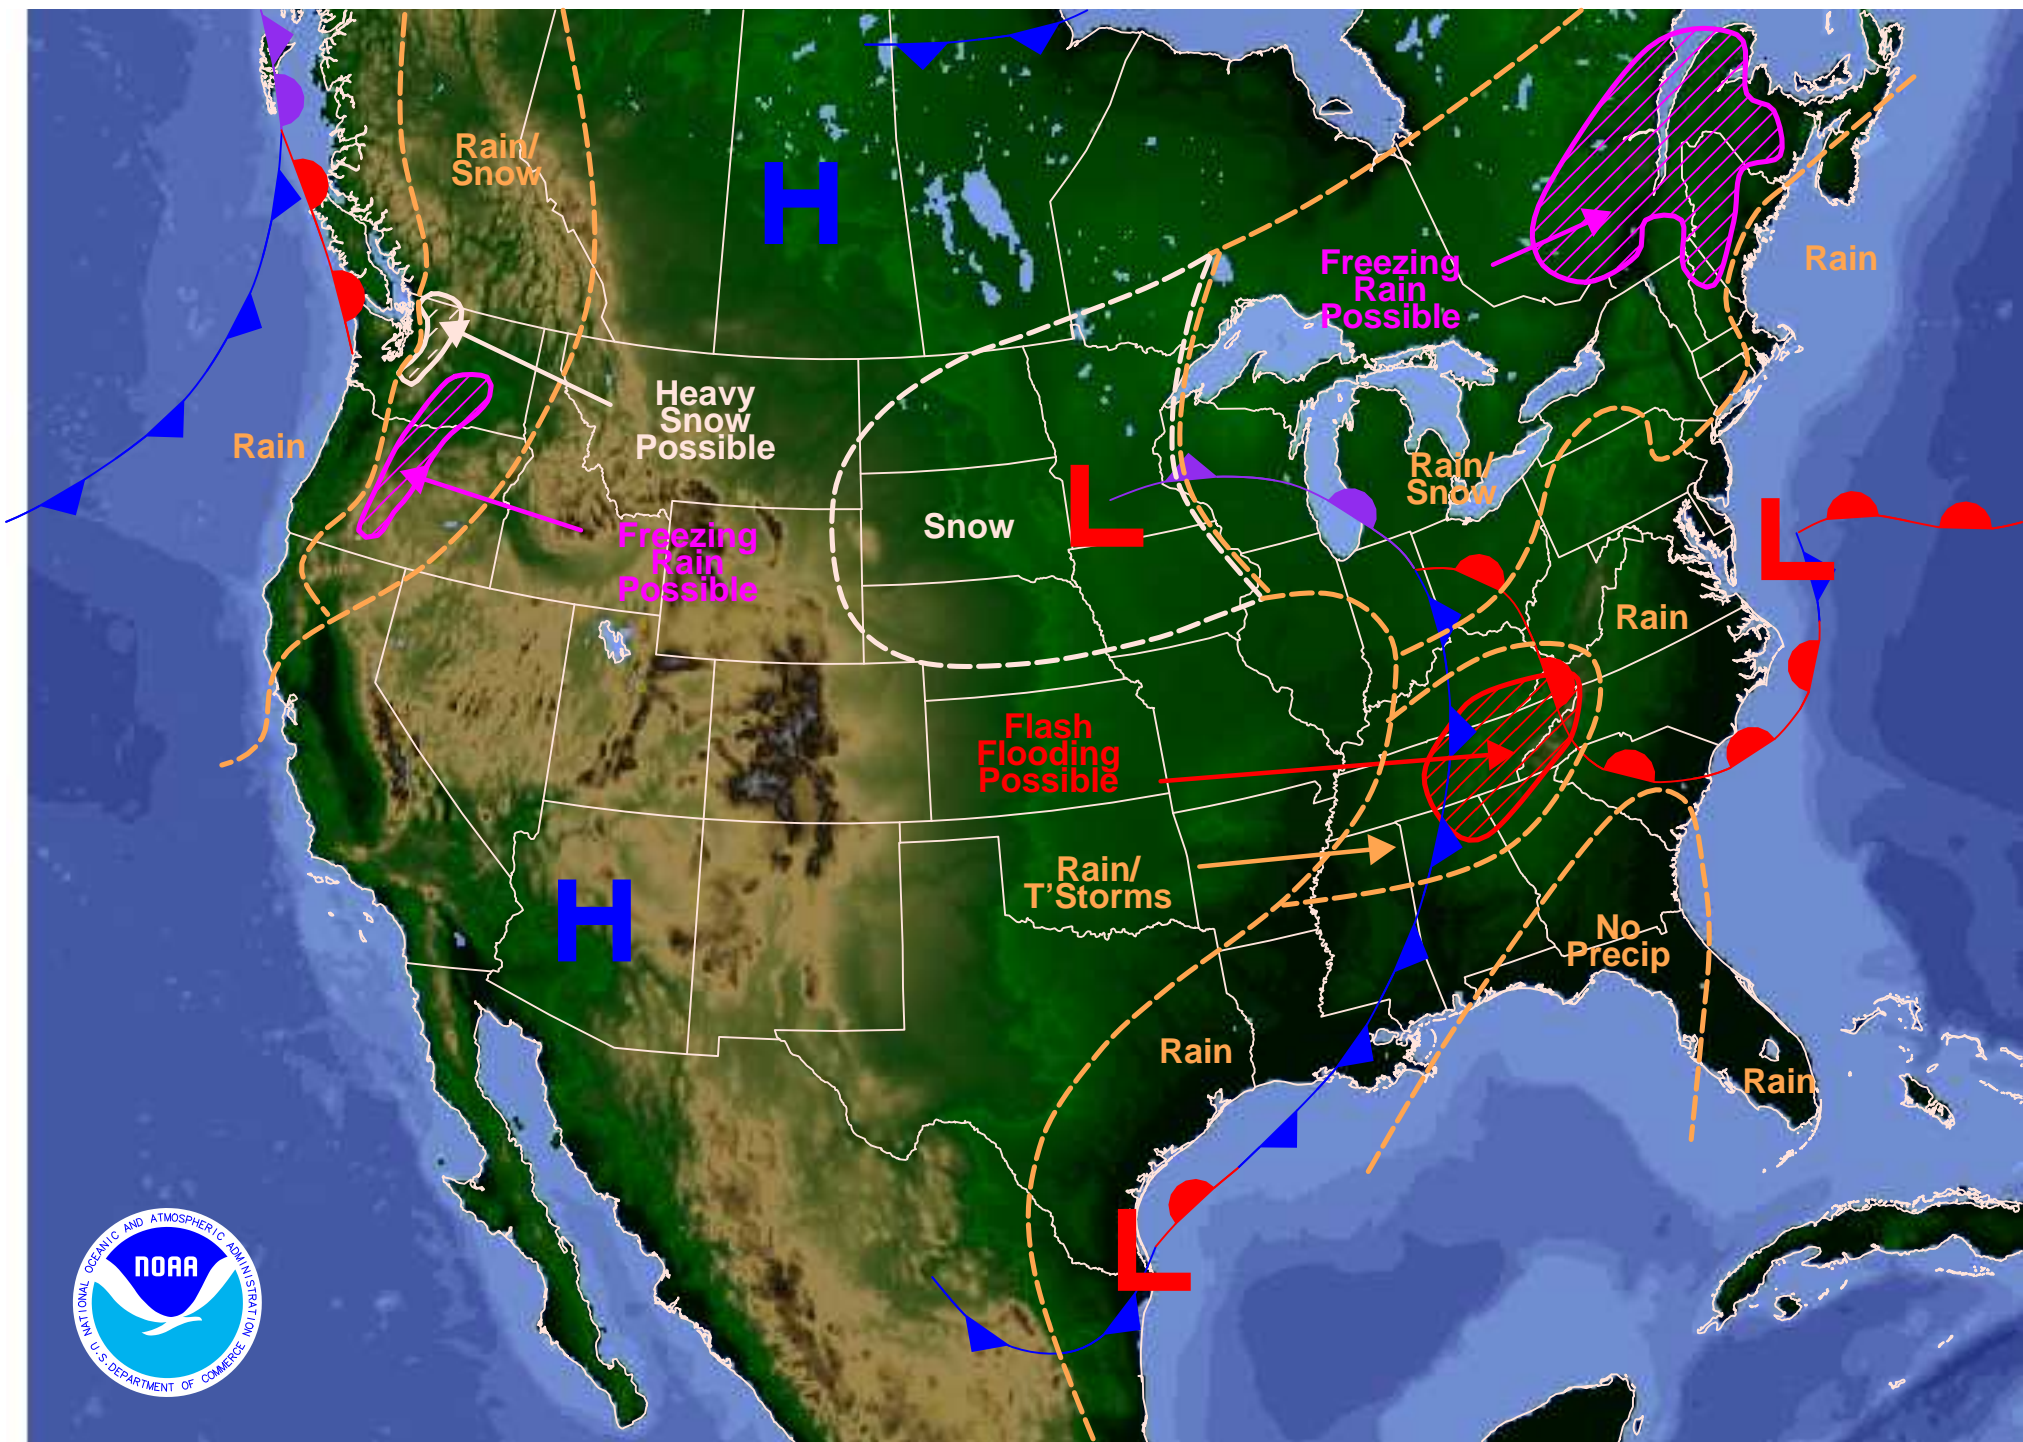 Rain/
Snow
H
Freezing
Rain
Possible
Rain
Heavy
Snow
Possible
Rain
Rain/
Snow
L
Snow
L
Freezing
Rain
Possible
Rain
Flash
Flooding
Possible
Rain/
T'Storms
H
No
Precip
Rain
Rain
L
NATIONAL OCEANIC AND ATMOSPHERIC ADMINISTRATION
NOAA
U.S. DEPARTMENT OF COMMERCE